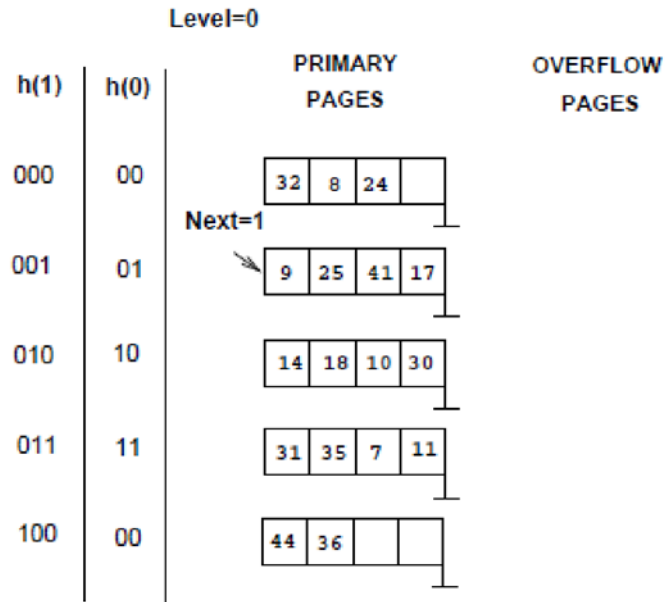 Level=0
h(1) h(0) PRIMARY PAGES OVERFLOW PAGES
000 00 32 8 24
Next=1
001 01 9 25 41 17
010 10 14 18 10 30
011 11 31 35 7 11
100 00 44 36